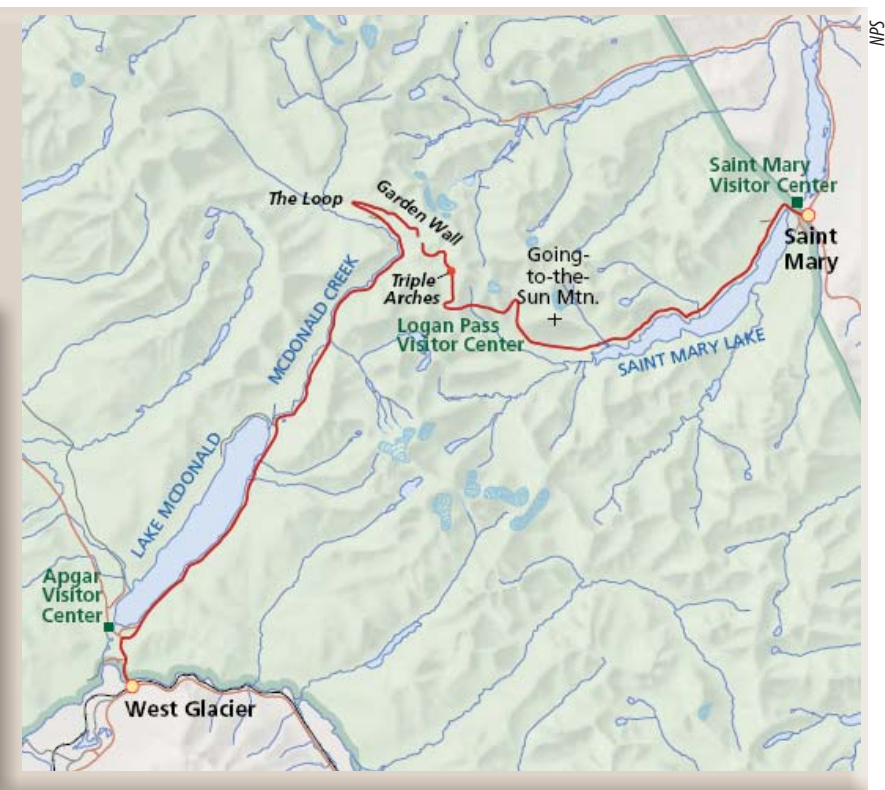 NPS
Saint Mary
Visitor Center
Saint
Mary
The Loop
Garden Wall
Going-
to-the-
Sun Mtn.
Triple
Arches
Logan Pass
Visitor Center
MCDONALD CREEK
SAINT MARY LAKE
LAKE MCDONALD
Apgar
Visitor
Center
West Glacier